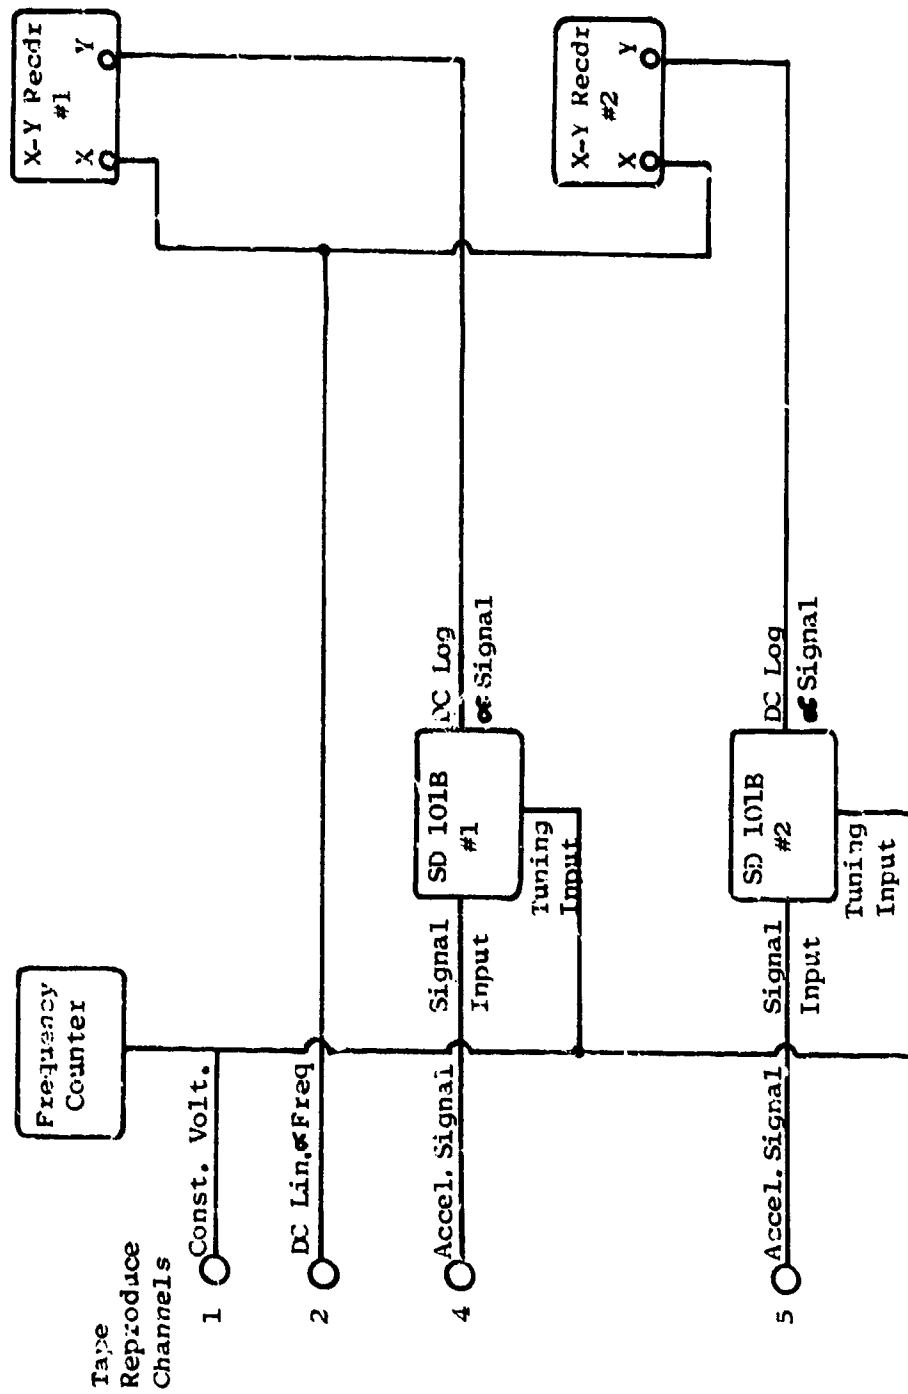 Tape
Reproduce
Channels
1
Const. Volt.
2
DC Lin. ∝ Freq
4
Accel. Signal
5
Accel. Signal
Frequency
Counter
Signal
Input
SD 101B
#1
Tuning
Input
DC Log
∝ Signal
Signal
Input
SD 101B
#2
Tuning
Input
DC Log
∝ Signal
X-Y Recdr
#1
X Y
X-Y Recdr
#2
X Y